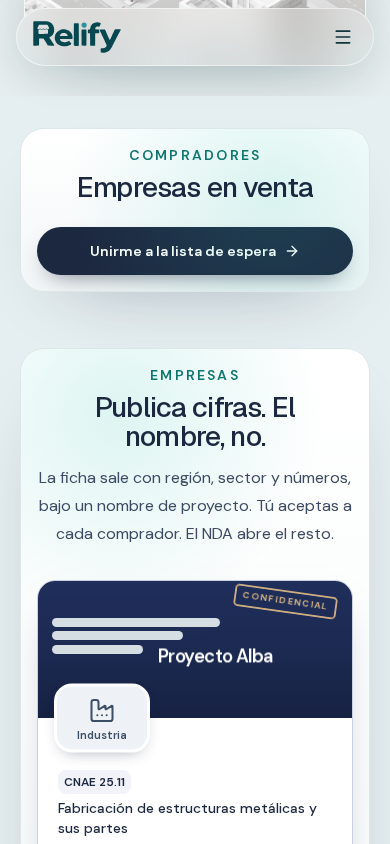 Relify
COMPRADORES
Empresas en venta
Unirme a la lista de espera →
EMPRESAS
Publica cifras. El
nombre, no.
La ficha sale con región, sector y números,
bajo un nombre de proyecto. Tú aceptas a
cada comprador. El NDA abre el resto.
CONFIDENCIAL
Proyecto Alba
Industria
CNAE 25.11
Fabricación de estructuras metálicas y
sus partes